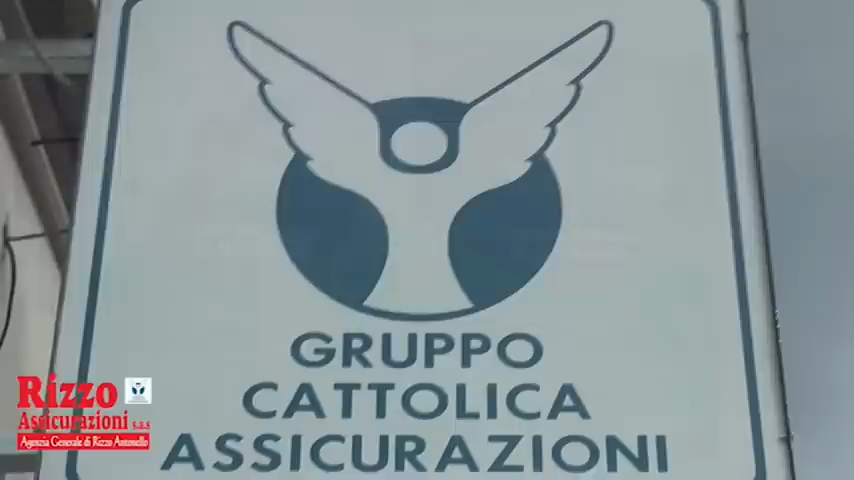 GRUPPO
CATTOLICA
ASSICURAZIONI
Rizzo
Assicurazioni s.a.s
Agenzia Generale di Rizzo Antonello